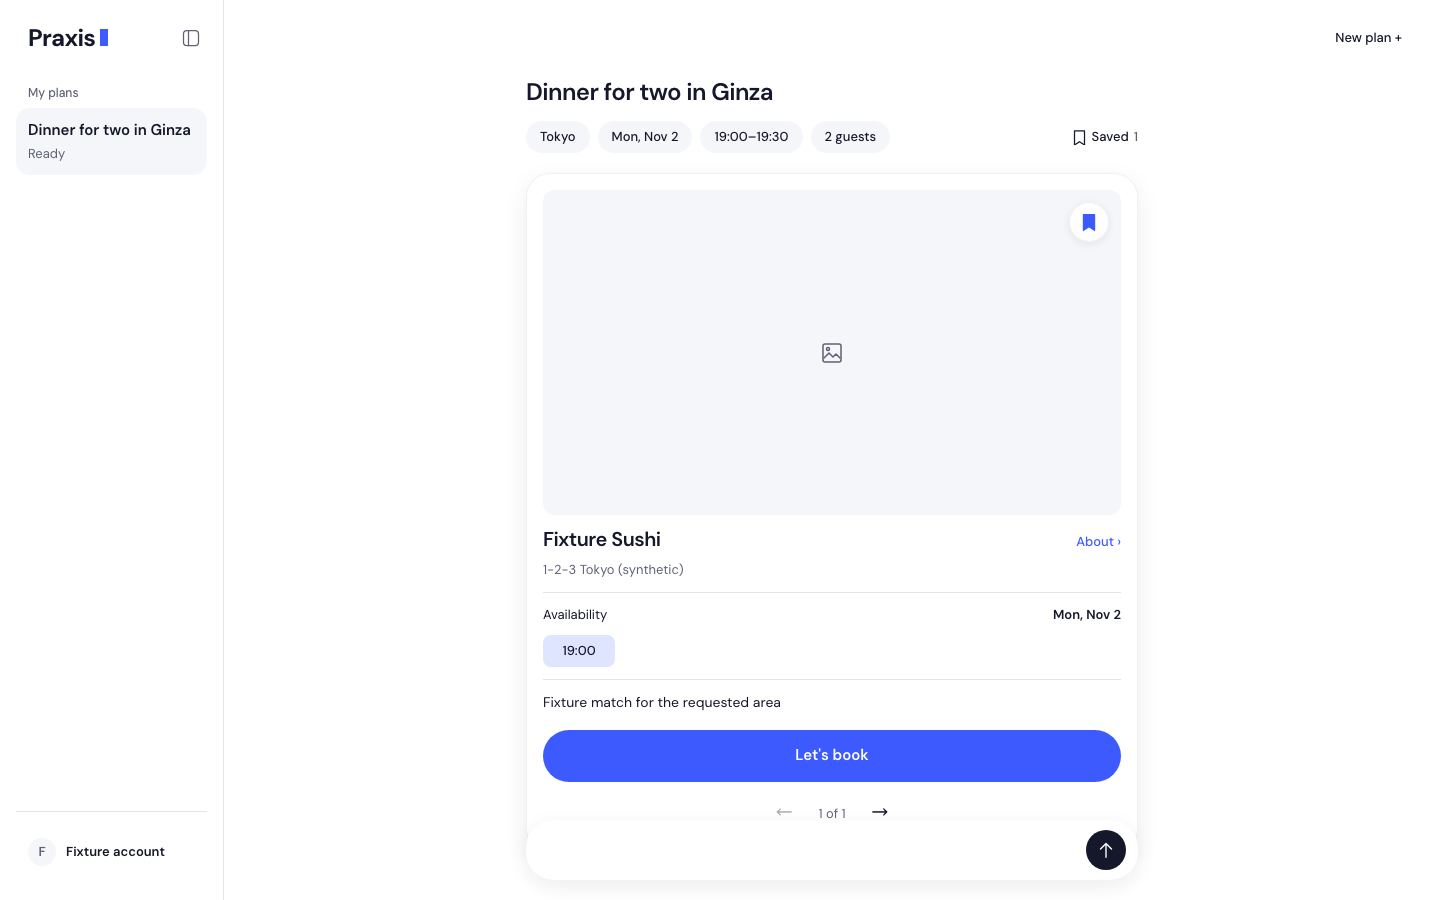 Praxis
New plan +
My plans
Dinner for two in Ginza
Ready
Dinner for two in Ginza
Tokyo
Mon, Nov 2
19:00–19:30
2 guests
Saved 1
Fixture Sushi
About ›
1-2-3 Tokyo (synthetic)
Availability
Mon, Nov 2
19:00
Fixture match for the requested area
Let's book
← 1 of 1 →
F
Fixture account